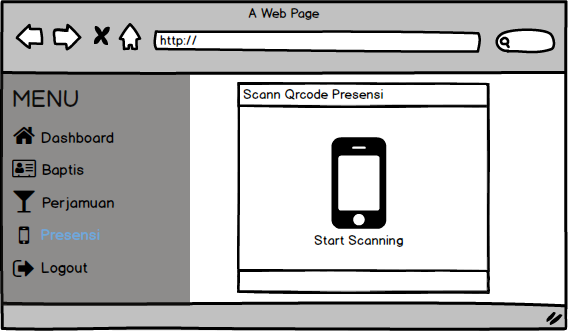 A Web Page
http://
MENU
Dashboard
Baptis
Perjamuan
Presensi
Logout
Scann Qrcode Presensi
Start Scanning